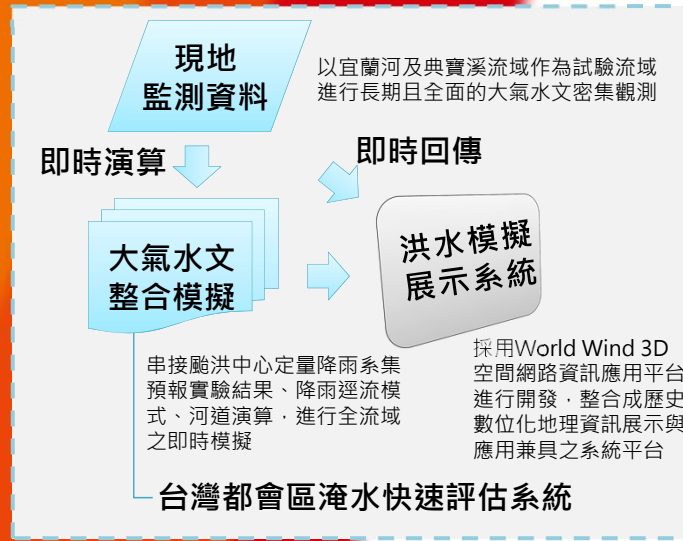 現地
監測資料
以宜蘭河及典寶溪流域作為試驗流域
進行長期且全面的大氣水文密集觀測
即時演算
即時回傳
大氣水文
整合模擬
洪水模擬
展示系統
串接颱洪中心定量降雨系集
預報實驗結果、降雨逕流模
式、河道演算，進行全流域
之即時模擬
採用World Wind 3D
空間網路資訊應用平台
進行開發，整合成歷史
數位化地理資訊展示與
應用兼具之系統平台
台灣都會區淹水快速評估系統